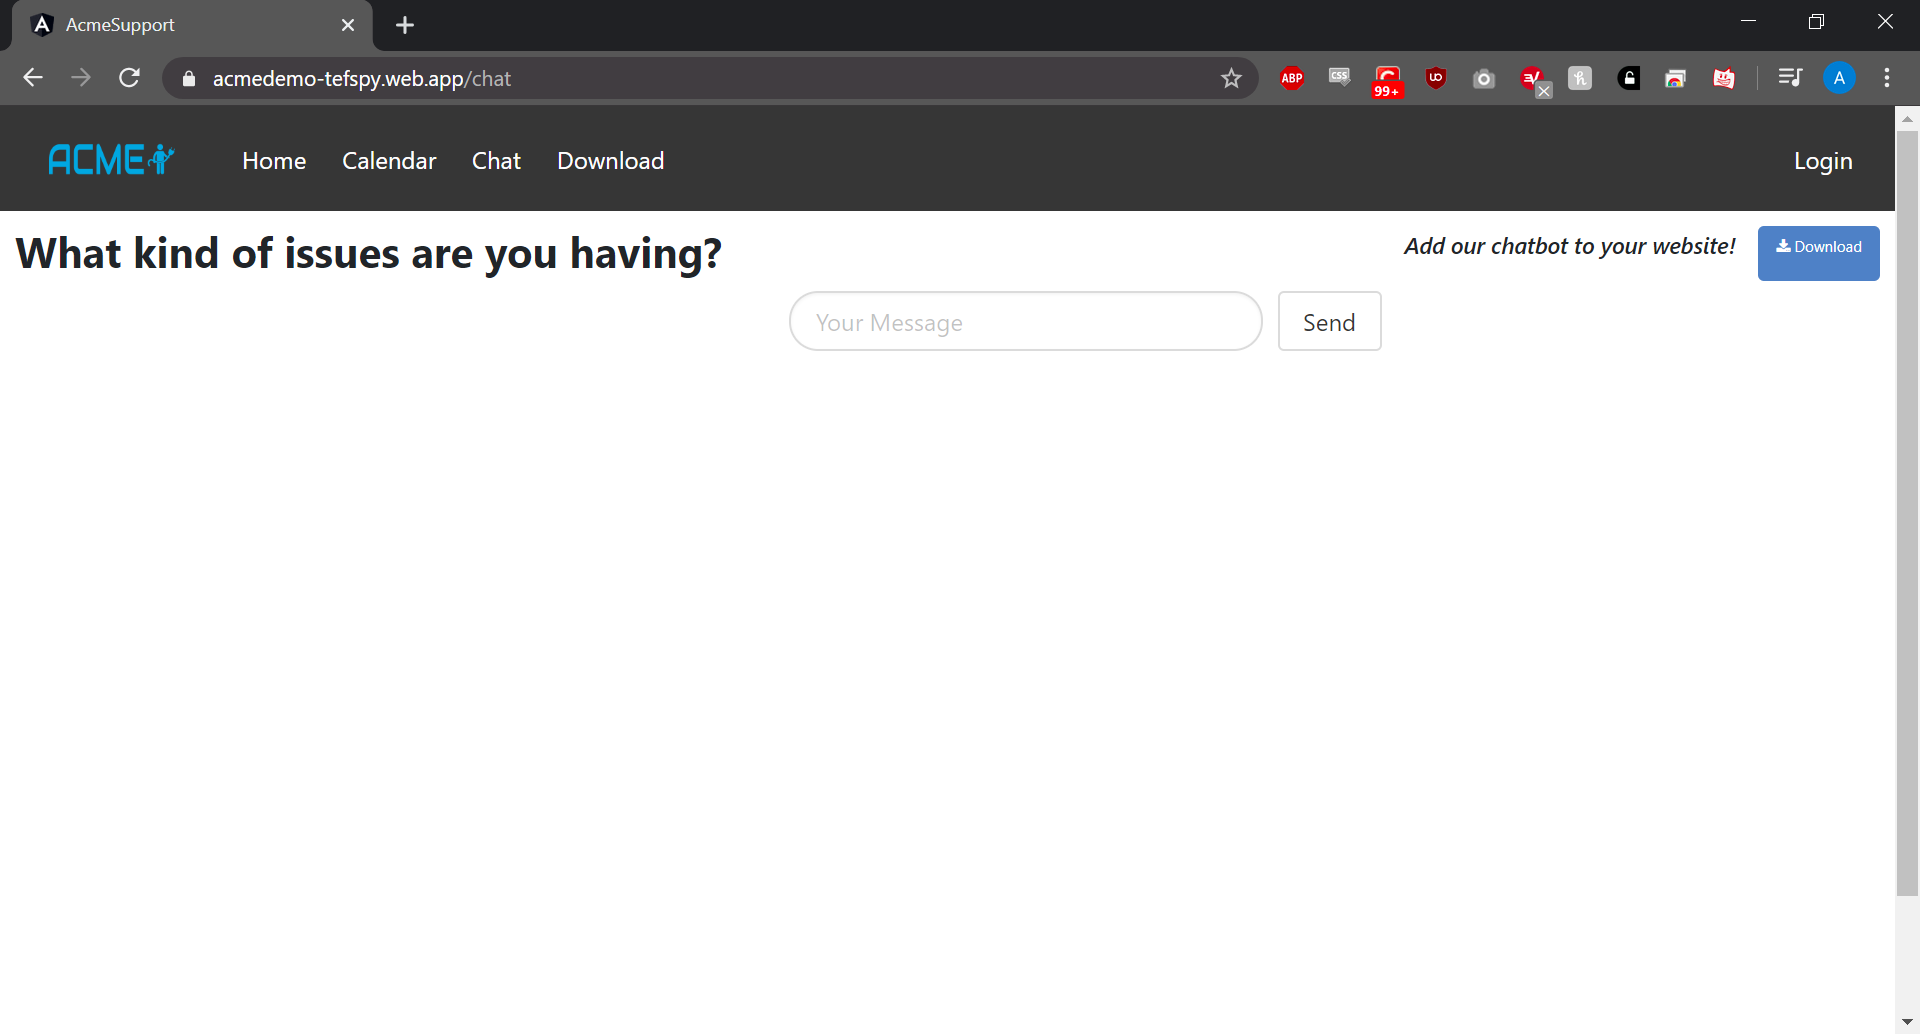 AcmeSupport
acmedemo-tefspy.web.app/chat
ABP
CSS
99+
ACME
Home
Calendar
Chat
Download
Login
What kind of issues are you having?
Add our chatbot to your website!
Download
Your Message
Send
A